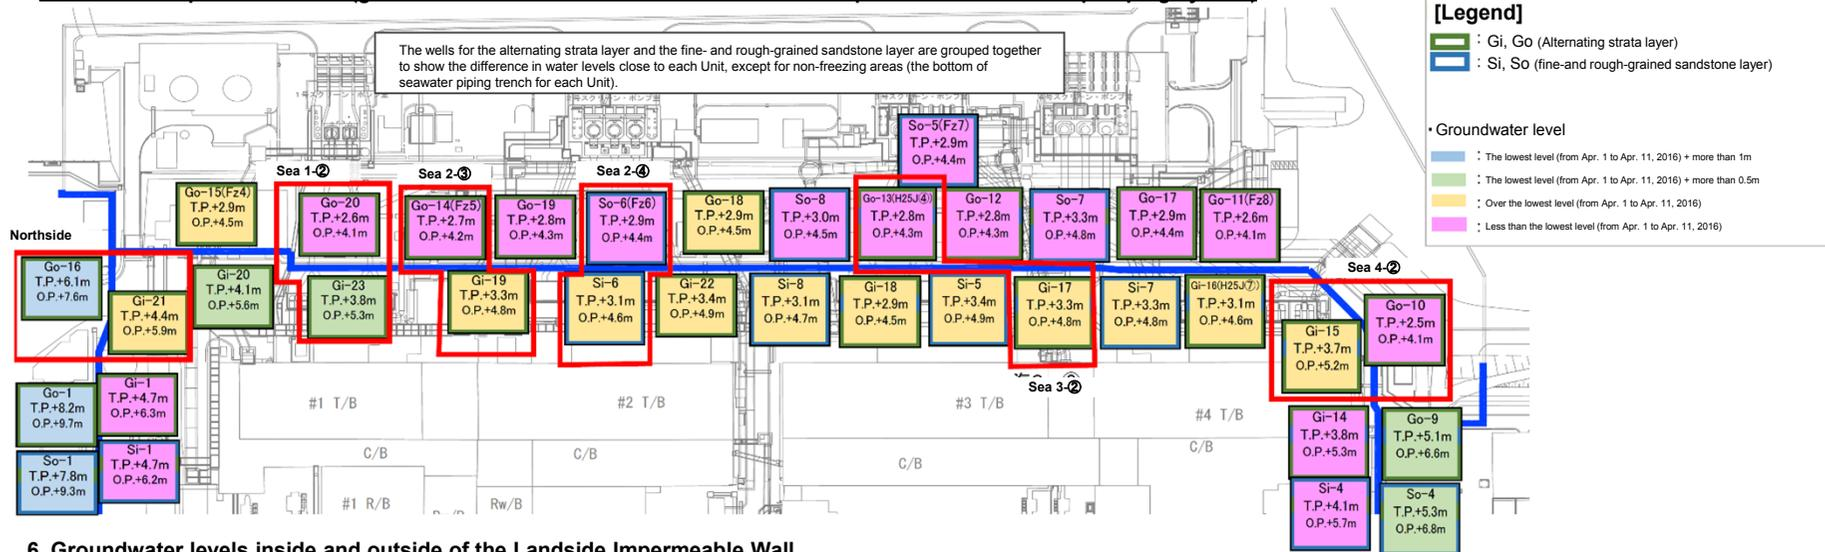 The wells for the alternating strata layer and the fine- and rough-grained sandstone layer are grouped together
to show the difference in water levels close to each Unit, except for non-freezing areas (the bottom of
seawater piping trench for each Unit).
[Legend]
: Gi, Go (Alternating strata layer)
: Si, So (fine-and rough-grained sandstone layer)
・Groundwater level
: The lowest level (from Apr. 1 to Apr. 11, 2016) + more than 1m
: The lowest level (from Apr. 1 to Apr. 11, 2016) + more than 0.5m
: Over the lowest level (from Apr. 1 to Apr. 11, 2016)
: Less than the lowest level (from Apr. 1 to Apr. 11, 2016)
So-5(Fz7)
T.P.+2.9m
O.P.+4.4m
Sea 1-②
Sea 2-③
Sea 2-④
Go-15(Fz4)
T.P.+2.9m
O.P.+4.5m
Go-20
T.P.+2.6m
O.P.+4.1m
Go-14(Fz5)
T.P.+2.7m
O.P.+4.2m
Go-19
T.P.+2.8m
O.P.+4.3m
So-6(Fz6)
T.P.+2.9m
O.P.+4.4m
Go-18
T.P.+2.9m
O.P.+4.5m
So-8
T.P.+3.0m
O.P.+4.5m
Go-13(H25J④)
T.P.+2.8m
O.P.+4.3m
Go-12
T.P.+2.8m
O.P.+4.3m
So-7
T.P.+3.3m
O.P.+4.8m
Go-17
T.P.+2.9m
O.P.+4.4m
Go-11(Fz8)
T.P.+2.6m
O.P.+4.1m
Northside
Go-16
T.P.+6.1m
O.P.+7.6m
Gi-21
T.P.+4.4m
O.P.+5.9m
Gi-20
T.P.+4.1m
O.P.+5.6m
Gi-23
T.P.+3.8m
O.P.+5.3m
Gi-19
T.P.+3.3m
O.P.+4.8m
Si-6
T.P.+3.1m
O.P.+4.6m
Gi-22
T.P.+3.4m
O.P.+4.9m
Si-8
T.P.+3.1m
O.P.+4.7m
Gi-18
T.P.+2.9m
O.P.+4.5m
Si-5
T.P.+3.4m
O.P.+4.9m
Gi-17
T.P.+3.3m
O.P.+4.8m
Si-7
T.P.+3.3m
O.P.+4.8m
Gi-16(H25J⑦)
T.P.+3.1m
O.P.+4.6m
Sea 4-②
Gi-15
T.P.+3.7m
O.P.+5.2m
Go-10
T.P.+2.5m
O.P.+4.1m
Sea 3-②
Go-1
T.P.+8.2m
O.P.+9.7m
Gi-1
T.P.+4.7m
O.P.+6.3m
So-1
T.P.+7.8m
O.P.+9.3m
Si-1
T.P.+4.7m
O.P.+6.2m
#1 T/B
#2 T/B
#3 T/B
#4 T/B
C/B
C/B
C/B
C/B
#1 R/B
Rw/B
Gi-14
T.P.+3.8m
O.P.+5.3m
Go-9
T.P.+5.1m
O.P.+6.6m
Si-4
T.P.+4.1m
O.P.+5.7m
So-4
T.P.+5.3m
O.P.+6.8m
6. Groundwater levels inside and outside of the Landside Impermeable Wall